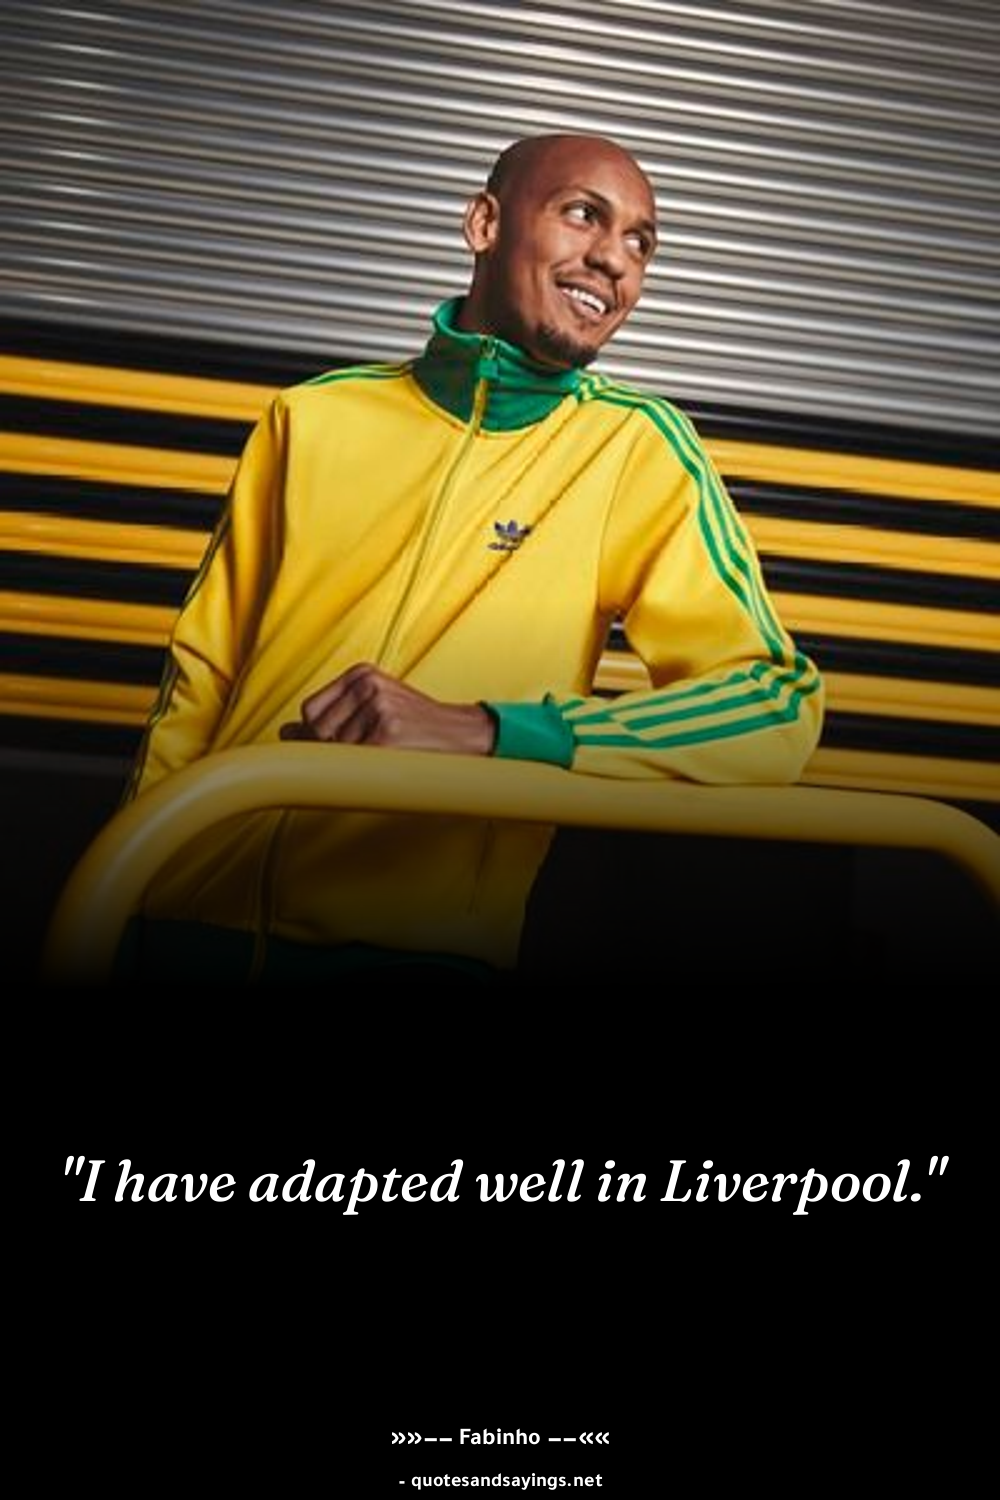 "I have adapted well in Liverpool."
»»−− Fabinho −−««
- quotesandsayings.net